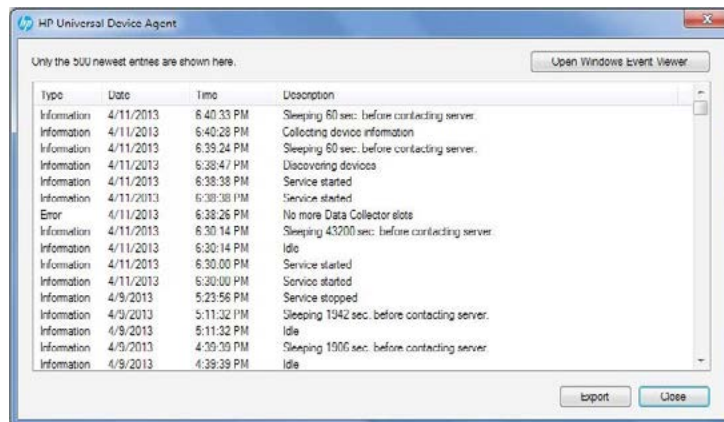 HP Universal Device Agent
Only the 500 newest entries are shown here.
Open Windows Event Viewer
Type Date Time Description
Information 4/11/2013 6:40:33 PM Sleeping 60 sec. before contacting server.
Information 4/11/2013 6:40:28 PM Collecting device information
Information 4/11/2013 6:39:24 PM Sleeping 60 sec. before contacting server.
Information 4/11/2013 6:38:47 PM Discovering devices
Information 4/11/2013 6:38:38 PM Service started
Information 4/11/2013 6:38:38 PM Service started
Error 4/11/2013 6:38:26 PM No more Data Collector slots
Information 4/11/2013 6:30:14 PM Sleeping 43200 sec. before contacting server.
Information 4/11/2013 6:30:14 PM Idle
Information 4/11/2013 6:30:00 PM Service started
Information 4/11/2013 6:30:00 PM Service started
Information 4/9/2013 5:23:56 PM Service stopped
Information 4/9/2013 5:11:32 PM Sleeping 1942 sec. before contacting server.
Information 4/9/2013 5:11:32 PM Idle
Information 4/9/2013 4:39:39 PM Sleeping 1906 sec. before contacting server.
Information 4/9/2013 4:39:39 PM Idle
Export Close